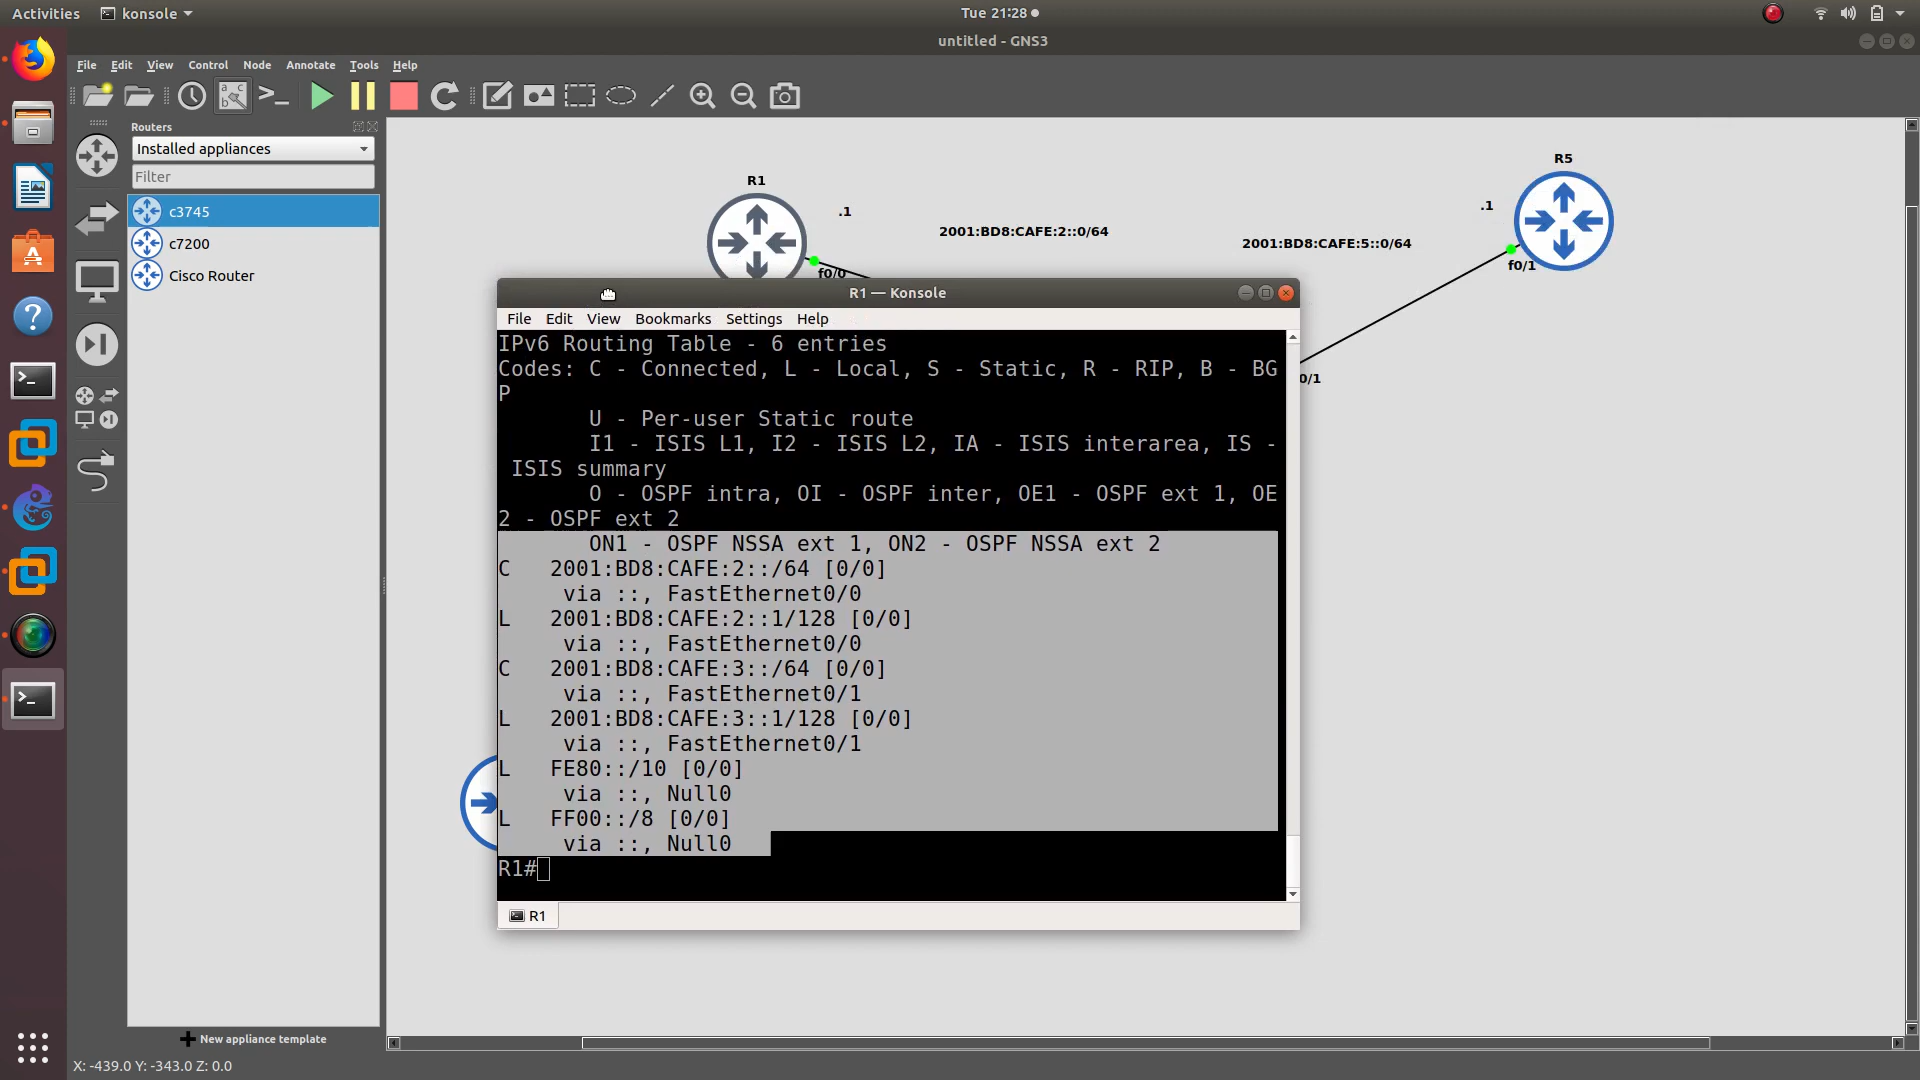 Activities
konsole
Tue 21:28
untitled - GNS3
File Edit View Control Node Annotate Tools Help
Routers
Installed appliances
Filter
c3745
c7200
Cisco Router
New appliance template
X: -439.0 Y: -343.0 Z: 0.0
R1
.1
2001:BD8:CAFE:2::0/64
f0/0
R5
.1
2001:BD8:CAFE:5::0/64
f0/1
0/1
R1 — Konsole
File Edit View Bookmarks Settings Help
IPv6 Routing Table - 6 entries
Codes: C - Connected, L - Local, S - Static, R - RIP, B - BG
P
U - Per-user Static route
I1 - ISIS L1, I2 - ISIS L2, IA - ISIS interarea, IS -
ISIS summary
O - OSPF intra, OI - OSPF inter, OE1 - OSPF ext 1, OE
2 - OSPF ext 2
ON1 - OSPF NSSA ext 1, ON2 - OSPF NSSA ext 2
C 2001:BD8:CAFE:2::/64 [0/0]
via ::, FastEthernet0/0
L 2001:BD8:CAFE:2::1/128 [0/0]
via ::, FastEthernet0/0
C 2001:BD8:CAFE:3::/64 [0/0]
via ::, FastEthernet0/1
L 2001:BD8:CAFE:3::1/128 [0/0]
via ::, FastEthernet0/1
L FE80::/10 [0/0]
via ::, Null0
L FF00::/8 [0/0]
via ::, Null0
R1#
R1